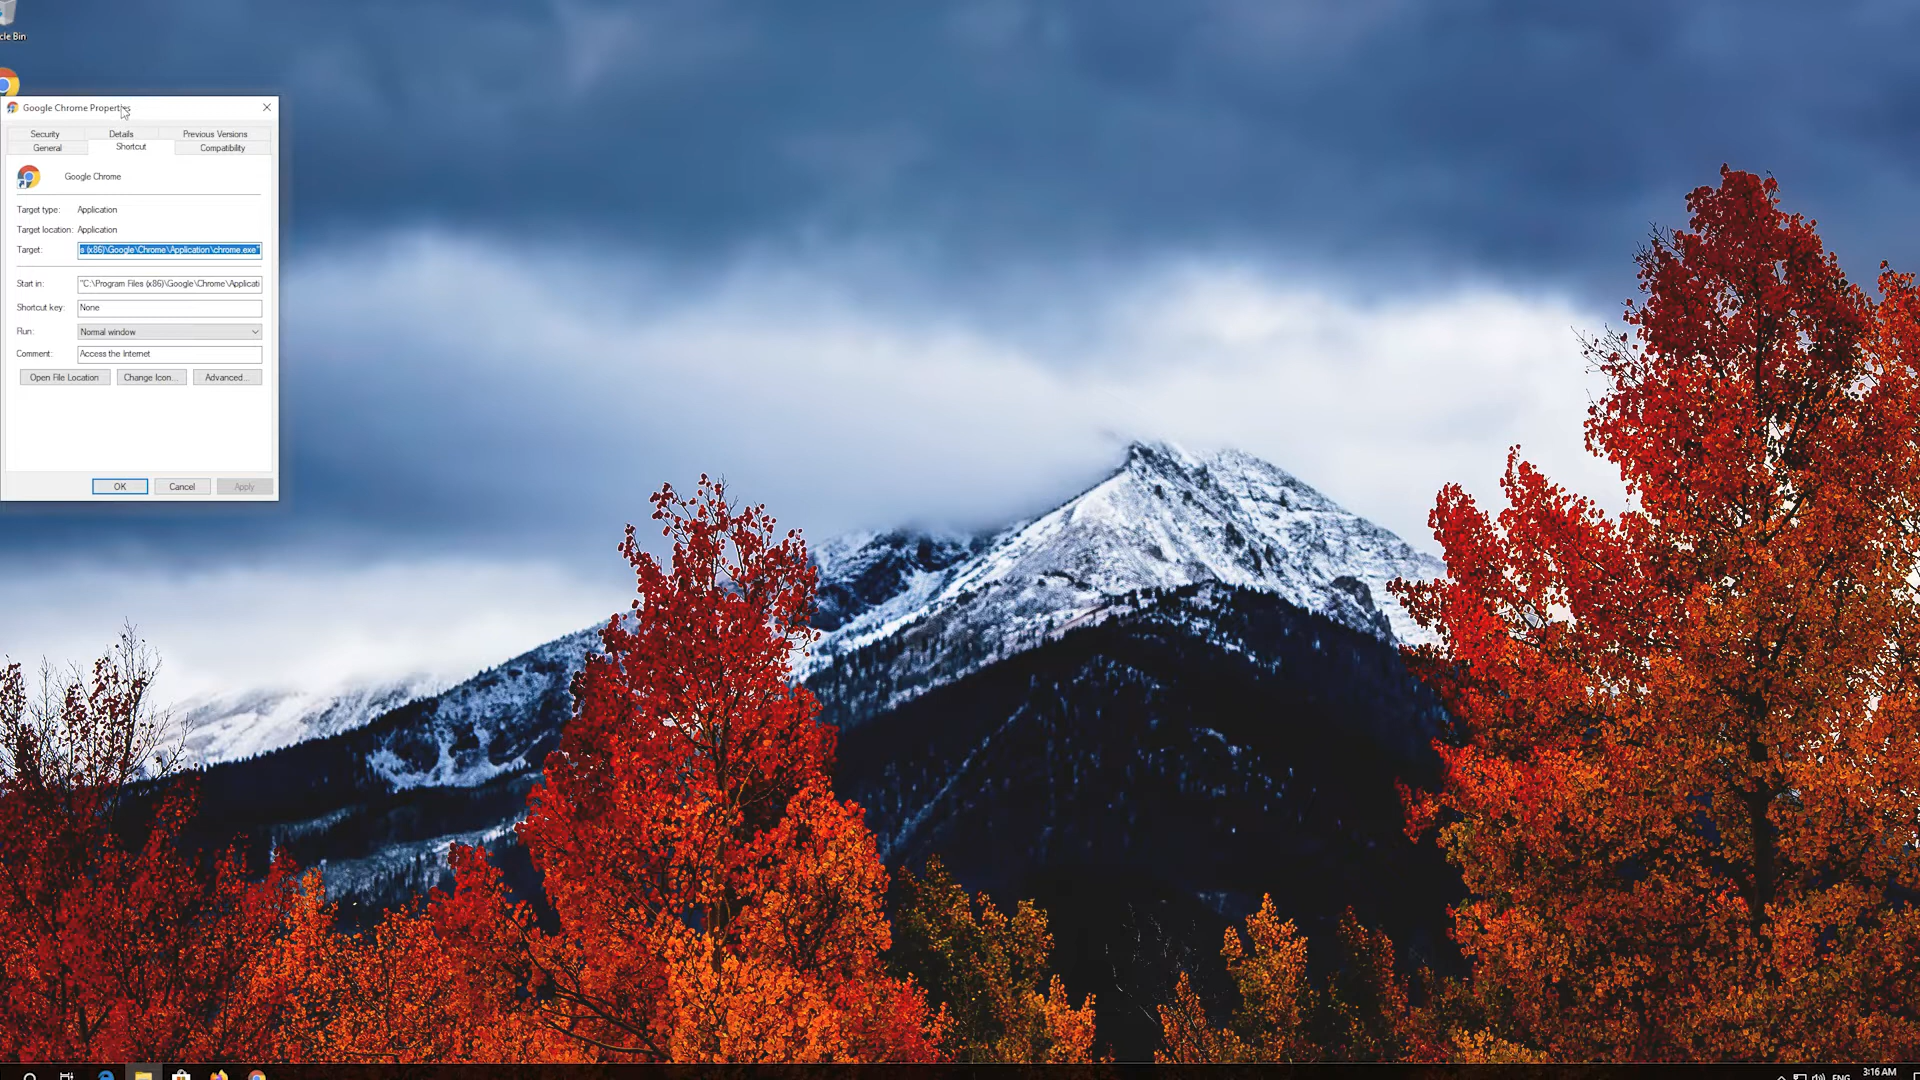 cle Bin
Google Chrome Properties
Security Details Previous Versions
General Shortcut Compatibility
Google Chrome
Target type: Application
Target location: Application
Target: s (x86)\Google\Chrome\Application\chrome.exe"
Start in: "C:\Program Files (x86)\Google\Chrome\Applicati
Shortcut key: None
Run: Normal window
Comment: Access the Internet
Open File Location Change Icon... Advanced...
OK Cancel Apply
ENG 3:16 AM